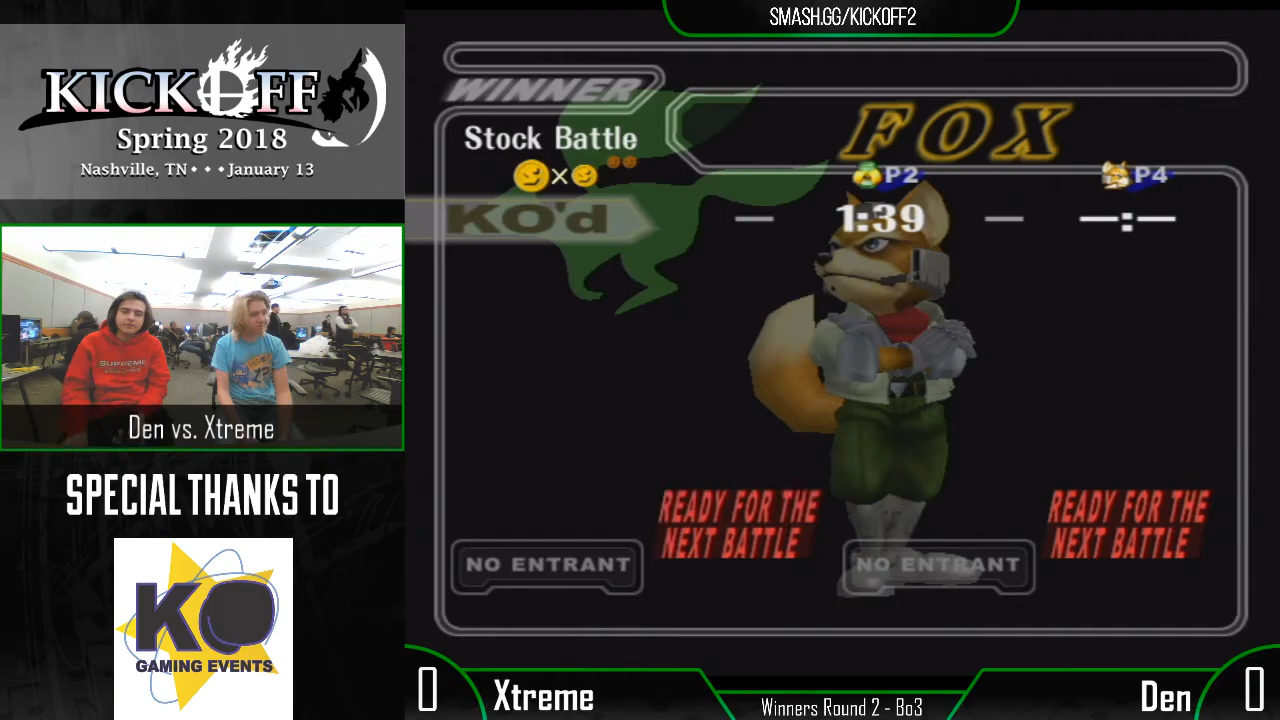 SMASH.GG/KICKOFF2
KICKOFF
Spring 2018
Nashville, TN • • • January 13
WINNER
FOX
Stock Battle
×
P2
P4
KO'd
—
1:39
—
—:—
SUPREME
Den vs. Xtreme
SPECIAL THANKS TO
READY FOR THE
NEXT BATTLE
READY FOR THE
NEXT BATTLE
NO ENTRANT
NO ENTRANT
KO
GAMING EVENTS
0
Xtreme
Winners Round 2 - Bo3
Den
0